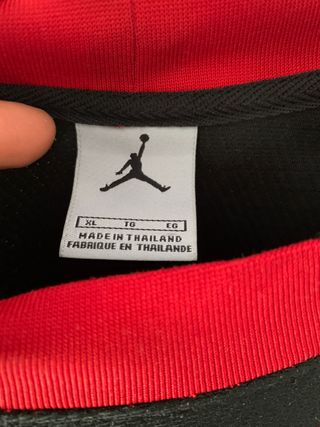 XL TG EG
MADE IN THAILAND
FABRIQUE EN THAILANDE